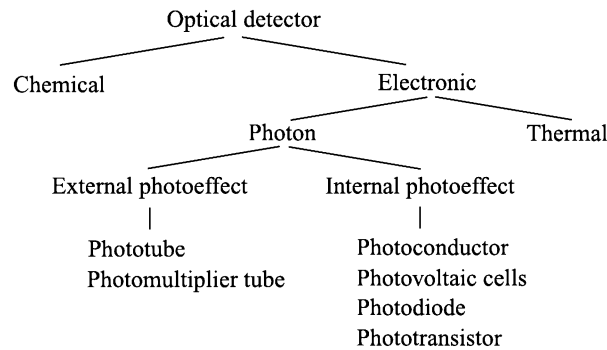 Optical detector
Chemical
Electronic
Photon
Thermal
External photoeffect
Internal photoeffect
Phototube
Photomultiplier tube
Photoconductor
Photovoltaic cells
Photodiode
Phototransistor